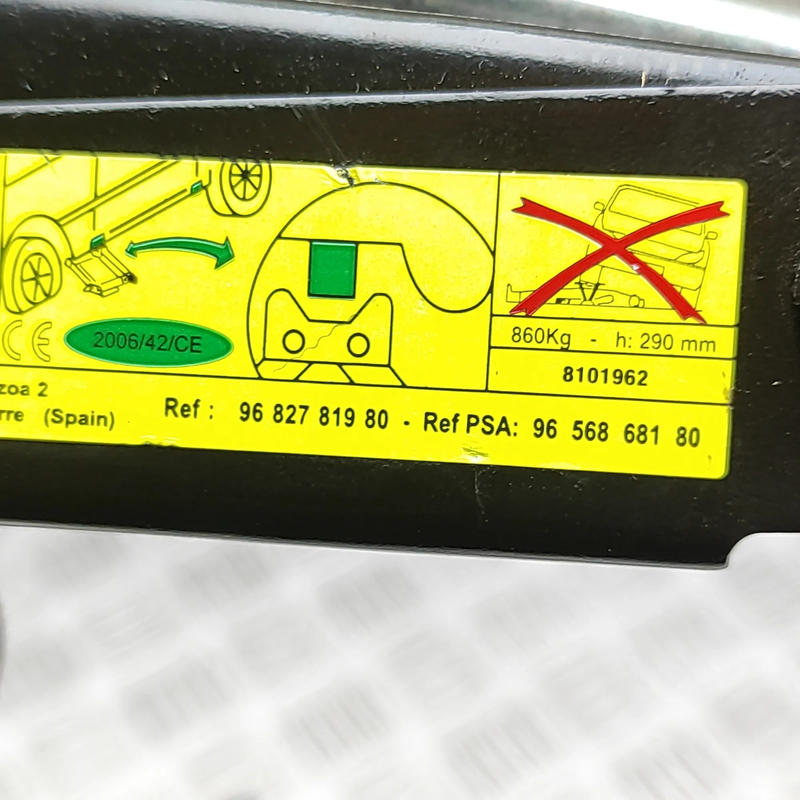 CE
2006/42/CE
860Kg - h: 290 mm
8101962
zoa 2
rre (Spain)
Ref : 96 827 819 80 - Ref PSA: 96 568 681 80